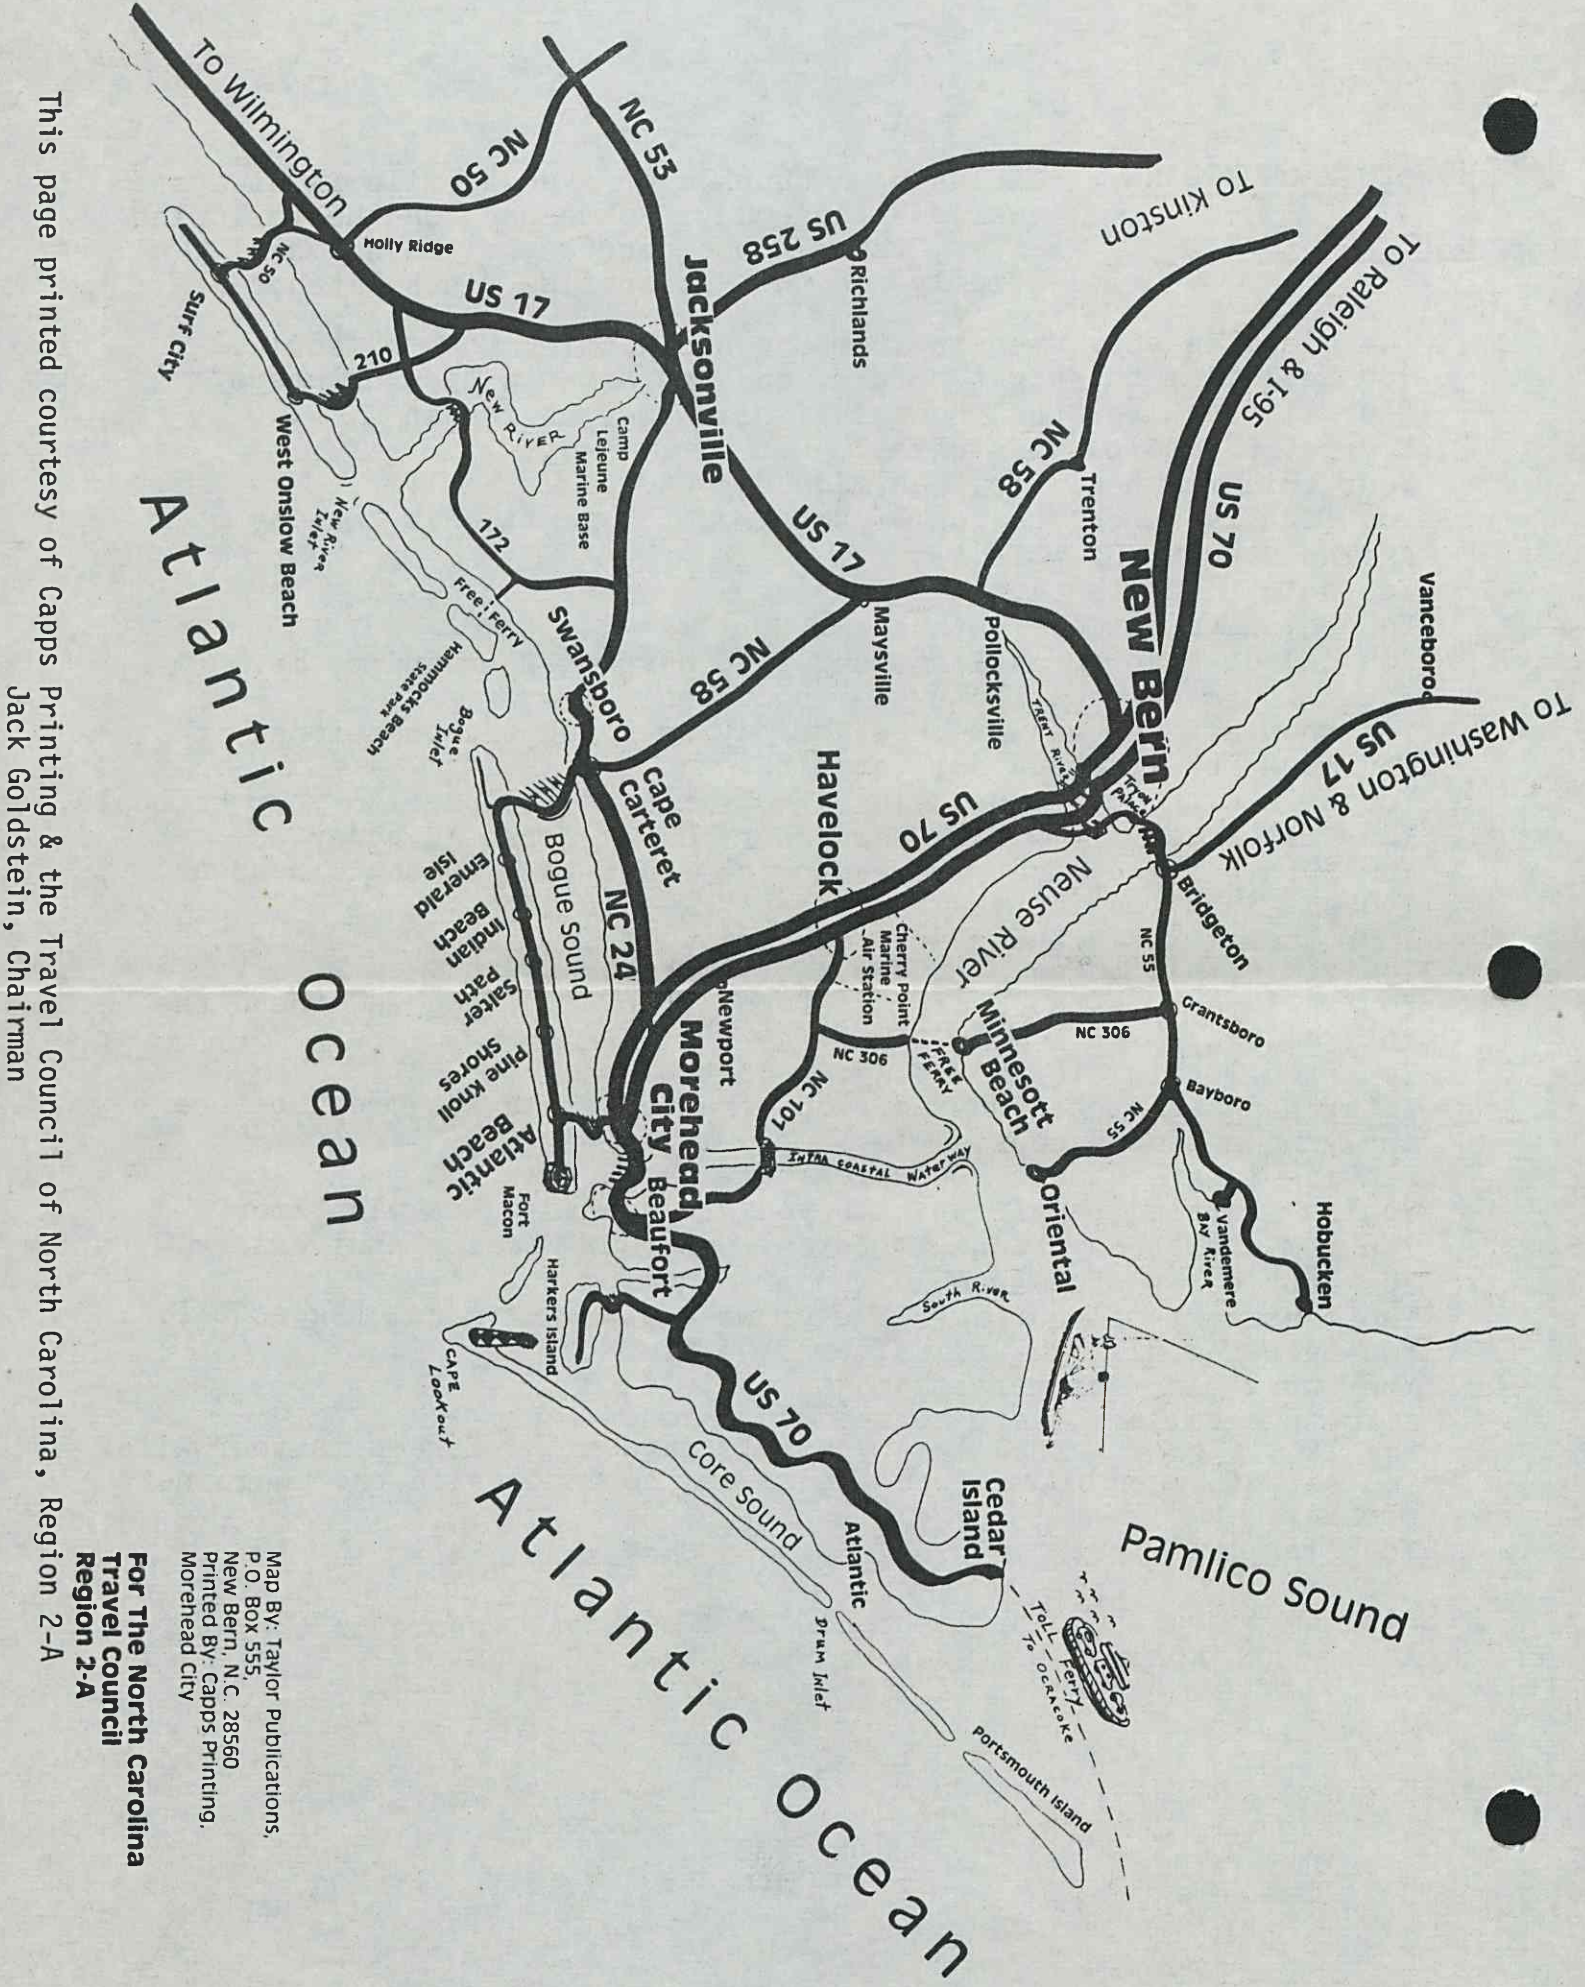 To Washington & Norfolk
Vanceboro
US 17
Hobucken
To Raleigh & I-95
US 70
To Kinston
NC 58
Trenton
New Bern
Tryon
Palace
Bridgeton
NC 55
Grantsboro
Bayboro
NC 306
NC 55
Vandemere
BAY RIVER
Oriental
Minnesott
Beach
Neuse River
TRENT RIVER
Pollocksville
US 258
Richlands
NC 53
NC 50
Jacksonville
US 17
Maysville
NC 58
Havelock
US 70
Cherry Point
Marine
Air Station
FREE
FERRY
NC 306
NC 101
INTRA COASTAL WATERWAY
South River
Pamlico Sound
Cedar
Island
TOLL Ferry
To OCRACOKE
To Wilmington
Holly Ridge
US 17
NC 50
210
New
RIVER
Camp
Lejeune
Marine Base
172
Swansboro
Cape
Carteret
NC 24
Newport
Morehead
City
Beaufort
US 70
Core Sound
Atlantic
Drum Inlet
Portsmouth Island
Surf City
West Onslow Beach
New River
Inlet
Free Ferry
Hammocks Beach
State Park
Bogue
Inlet
Bogue Sound
Emerald
Isle
Indian
Beach
Salter
Path
Pine Knoll
Shores
Atlantic
Beach
Fort
Macon
Harkers Island
CAPE
LOOKOUT
Atlantic Ocean
Atlantic Ocean
Map By: Taylor Publications,
P.O. Box 555,
New Bern, N.C. 28560
Printed By: Capps Printing,
Morehead City
For The North Carolina
Travel Council
Region 2-A
This page printed courtesy of Capps Printing & the Travel Council of North Carolina, Region 2-A
Jack Goldstein, Chairman